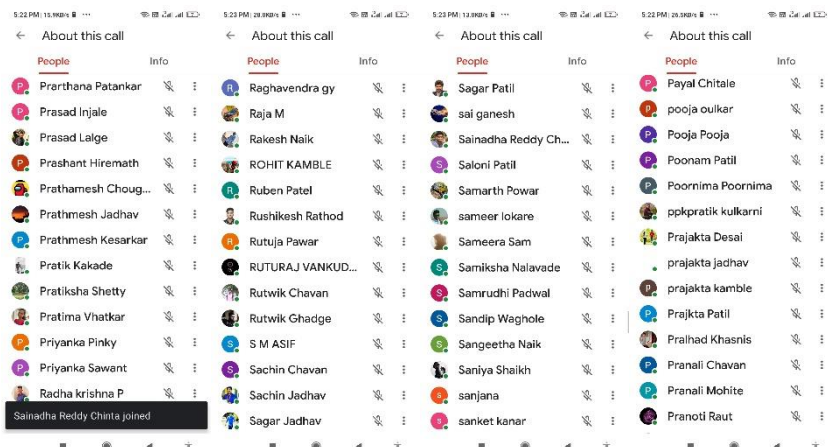 5:22 PM | 15.9KB/s
About this call
People Info
Prarthana Patankar
Prasad Injale
Prasad Lalge
Prashant Hiremath
Prathamesh Choug...
Prathmesh Jadhav
Prathmesh Kesarkar
Pratik Kakade
Pratiksha Shetty
Pratima Vhatkar
Priyanka Pinky
Priyanka Sawant
Radha krishna P
Sainadha Reddy Chinta joined
5:23 PM |
About this call
People Info
Raghavendra gy
Raja M
Rakesh Naik
ROHIT KAMBLE
Ruben Patel
Rushikesh Rathod
Rutuja Pawar
RUTURAJ VANKUD...
Rutwik Chavan
Rutwik Ghadge
S M ASIF
Sachin Chavan
Sachin Jadhav
Sagar Jadhav
5:23 PM |
About this call
People Info
Sagar Patil
sai ganesh
Sainadha Reddy Ch...
Saloni Patil
Samarth Powar
sameer lokare
Sameera Sam
Samiksha Nalavade
Samrudhi Padwal
Sandip Waghole
Sangeetha Naik
Saniya Shaikh
sanjana
sanket kanar
5:22 PM | 26.5KB/s
About this call
People Info
Payal Chitale
pooja oulkar
Pooja Pooja
Poonam Patil
Poornima Poornima
ppkpratik kulkarni
Prajakta Desai
prajakta jadhav
prajakta kamble
Prajkta Patil
Pralhad Khasnis
Pranali Chavan
Pranali Mohite
Pranoti Raut